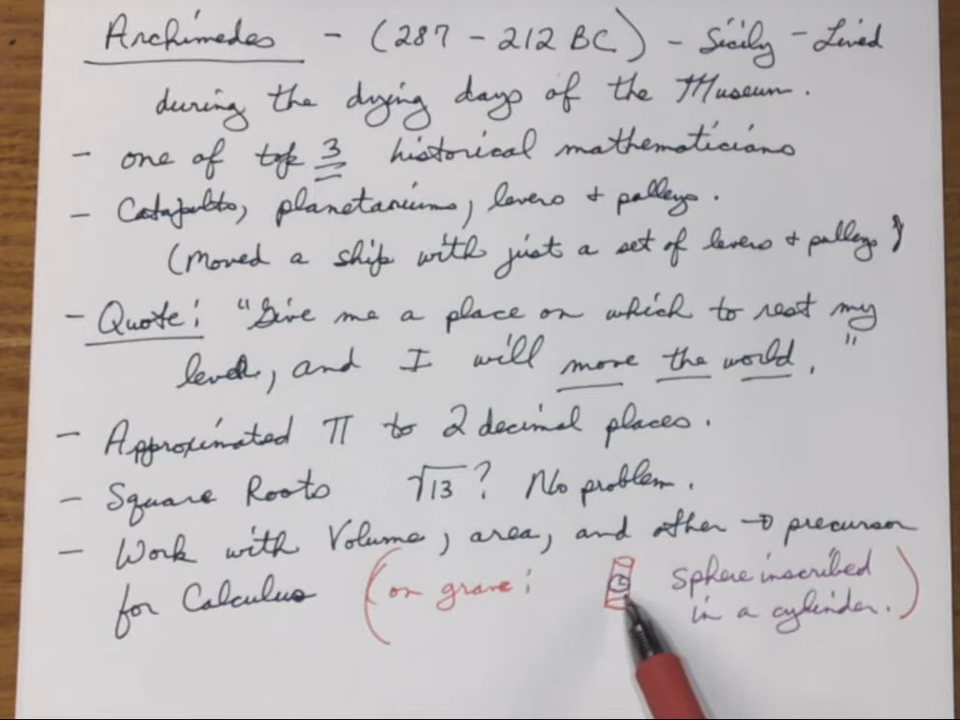 Archimedes - (287 - 212 BC) - Sicily - Lived
during the dying days of the Museum.
- one of top 3 historical mathematicians
- Catapults, planetariums, levers + pulleys.
(Moved a ship with just a set of levers + pulleys)
- Quote: "Give me a place on which to rest my
lever, and I will move the world."
- Approximated π to 2 decimal places.
- Square Roots √13? No problem.
- Work with Volume, area, and other → precursor
for Calculus (on grave: sphere inscribed
in a cylinder.)